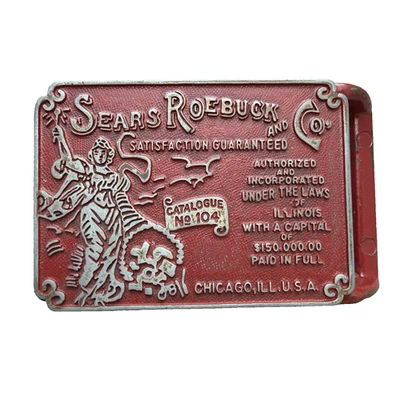 SEARS ROEBUCK AND CO.
SATISFACTION GUARANTEED
AUTHORIZED
AND
INCORPORATED
UNDER THE LAWS
OF
ILLINOIS
WITH A CAPITAL
OF
$150.000.00
PAID IN FULL
CATALOGUE
No 104
CHICAGO, ILL. U.S.A.